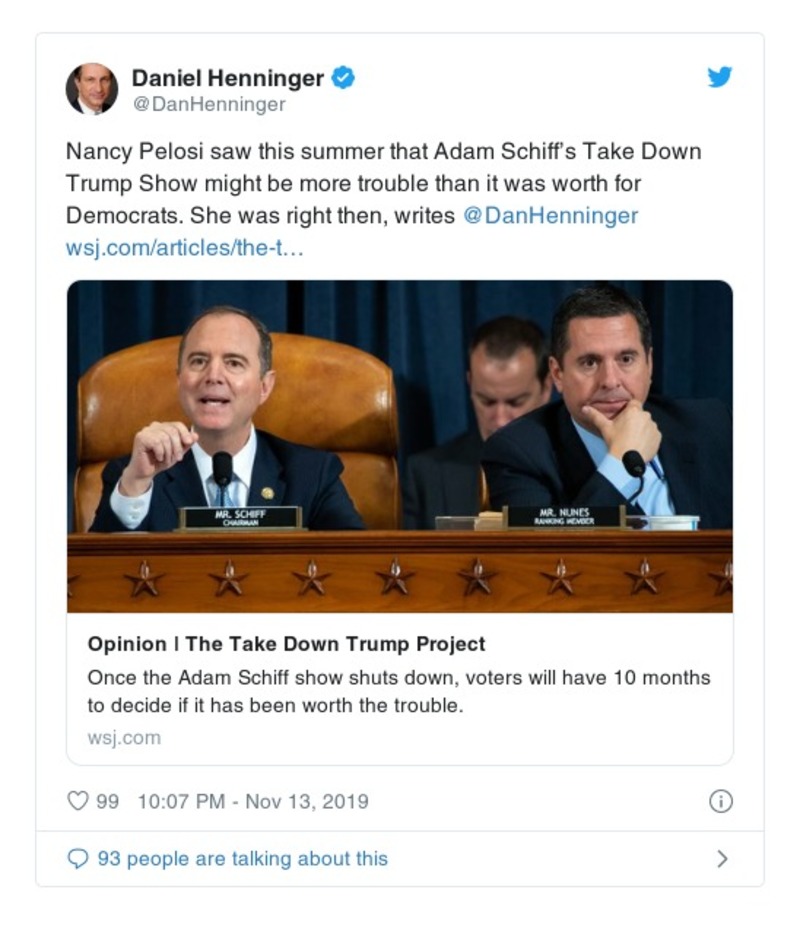 Daniel Henninger
@DanHenninger
Nancy Pelosi saw this summer that Adam Schiff's Take Down
Trump Show might be more trouble than it was worth for
Democrats. She was right then, writes @DanHenninger
wsj.com/articles/the-t…
MR. SCHIFF
CHAIRMAN
MR. NUNES
RANKING MEMBER
Opinion | The Take Down Trump Project
Once the Adam Schiff show shuts down, voters will have 10 months
to decide if it has been worth the trouble.
wsj.com
99 10:07 PM - Nov 13, 2019
93 people are talking about this